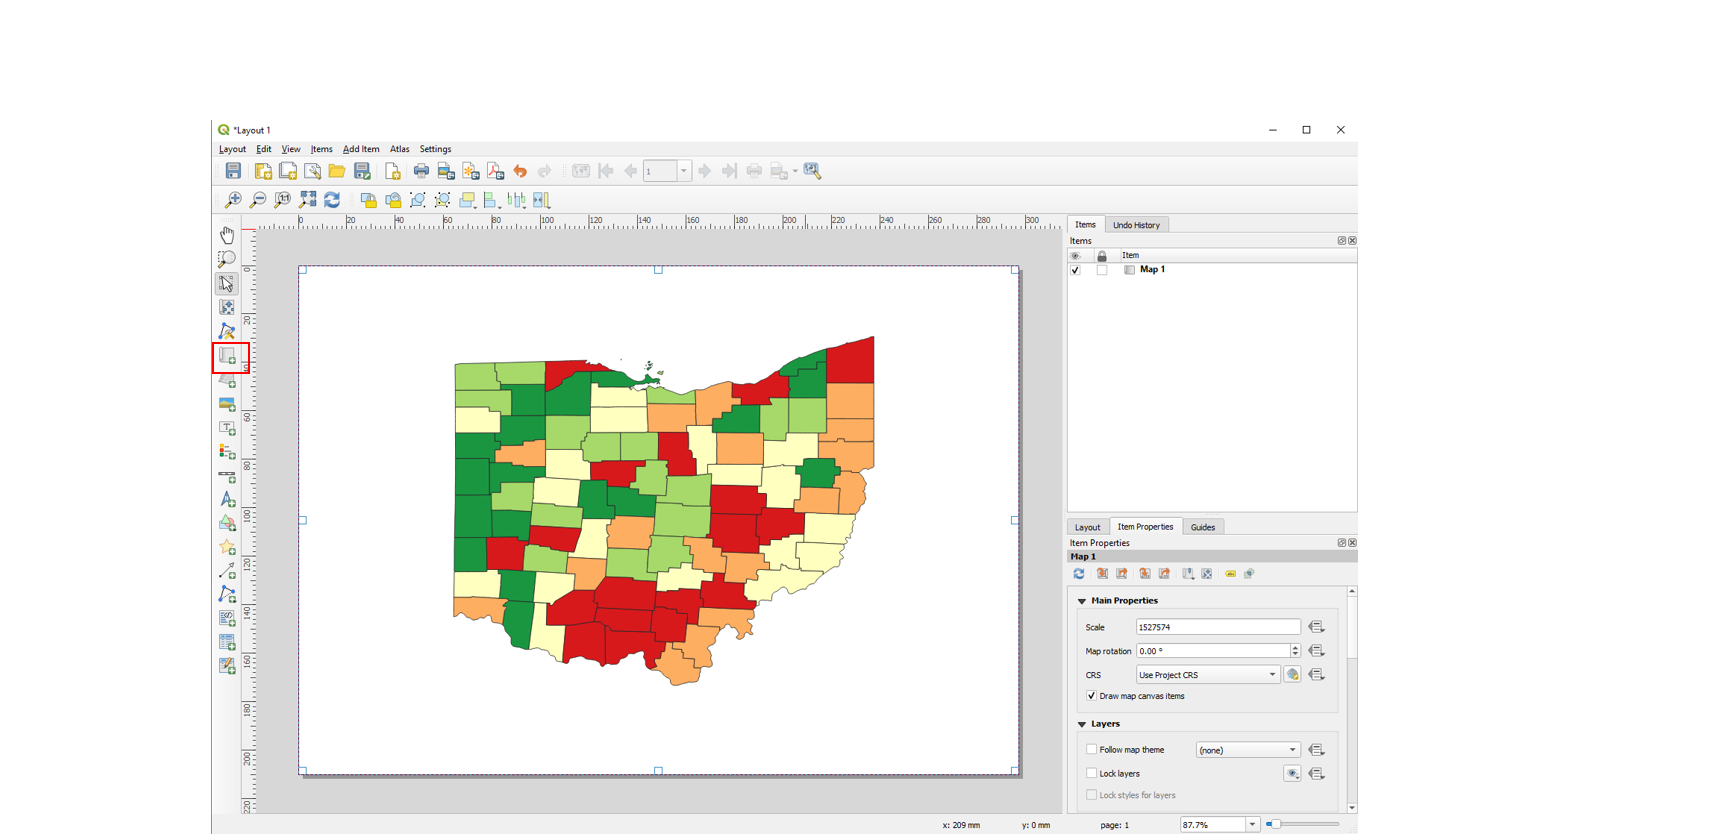 *Layout 1
Layout Edit View Items Add Item Atlas Settings
1
1:1
0 20 40 60 80 100 120 140 160 180 200 220 240 260 280 300
0
20
40
60
80
100
120
140
160
180
200
220
Items Undo History
Items
Item
Map 1
Layout Item Properties Guides
Item Properties
Map 1
Main Properties
Scale 1527574
Map rotation 0.00 °
CRS Use Project CRS
Draw map canvas items
Layers
Follow map theme (none)
Lock layers
Lock styles for layers
x: 209 mm y: 0 mm page: 1 87.7%